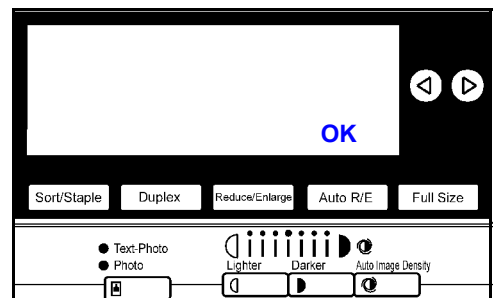 OK
Sort/Staple Duplex Reduce/Enlarge Auto R/E Full Size
Text-Photo
Photo
Lighter Darker Auto Image Density